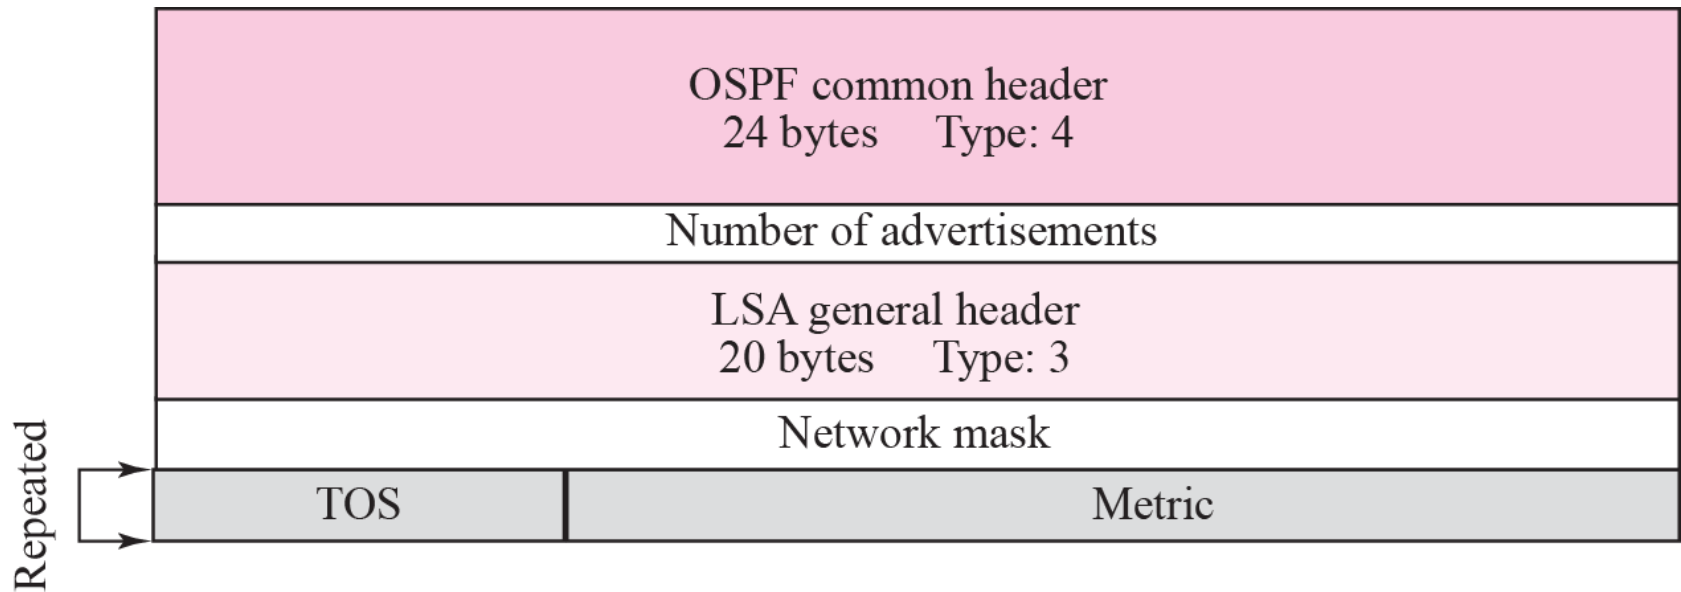 OSPF common header
24 bytes Type: 4
Number of advertisements
LSA general header
20 bytes Type: 3
Network mask
Repeated
TOS
Metric